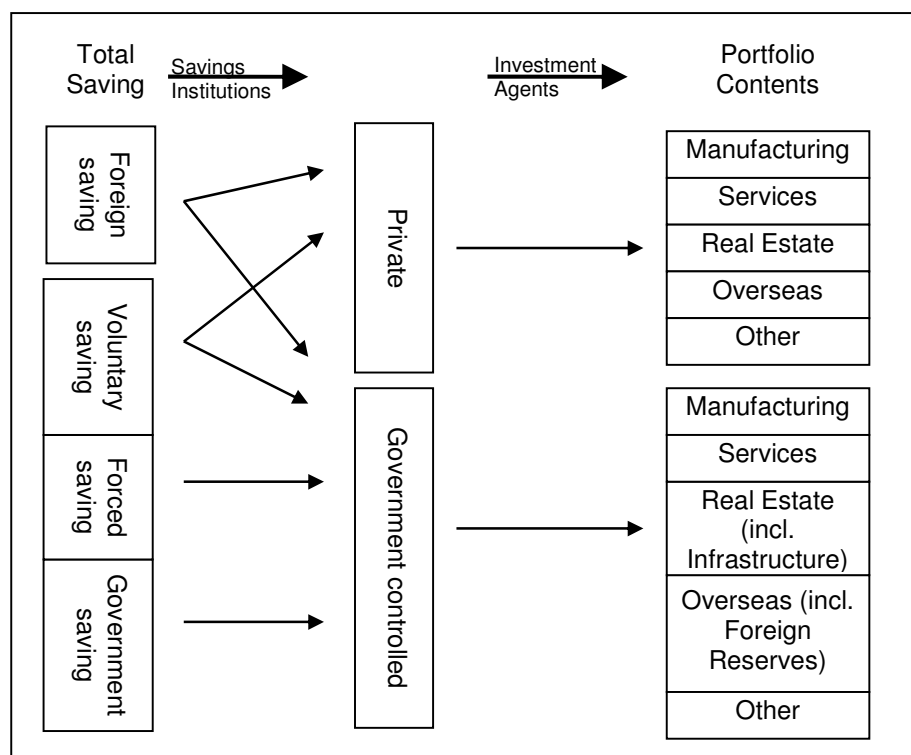 Total
Saving
Savings
Institutions
Investment
Agents
Portfolio
Contents
Foreign
saving
Voluntary
saving
Forced
saving
Government
saving
Private
Government controlled
Manufacturing
Services
Real Estate
Overseas
Other
Manufacturing
Services
Real Estate
(incl.
Infrastructure)
Overseas (incl.
Foreign
Reserves)
Other